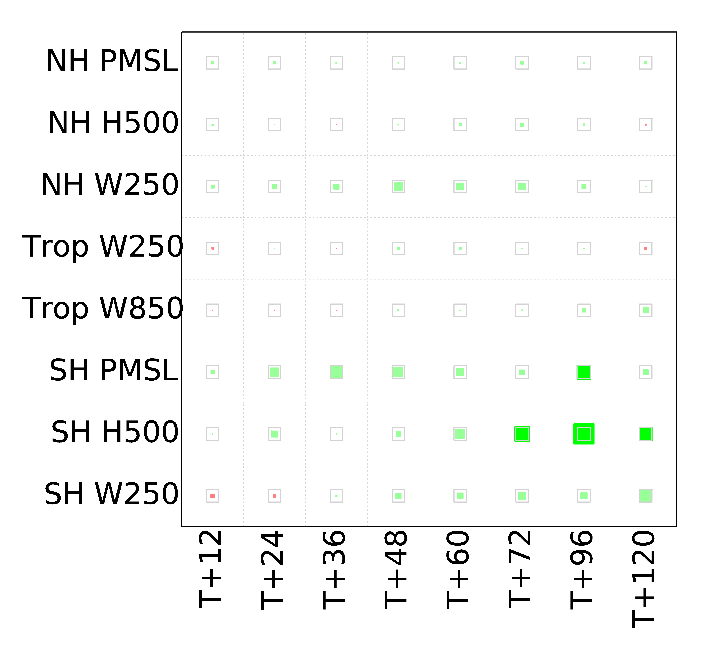 NH PMSL
NH H500
NH W250
Trop W250
Trop W850
SH PMSL
SH H500
SH W250
T+12
T+24
T+36
T+48
T+60
T+72
T+96
T+120